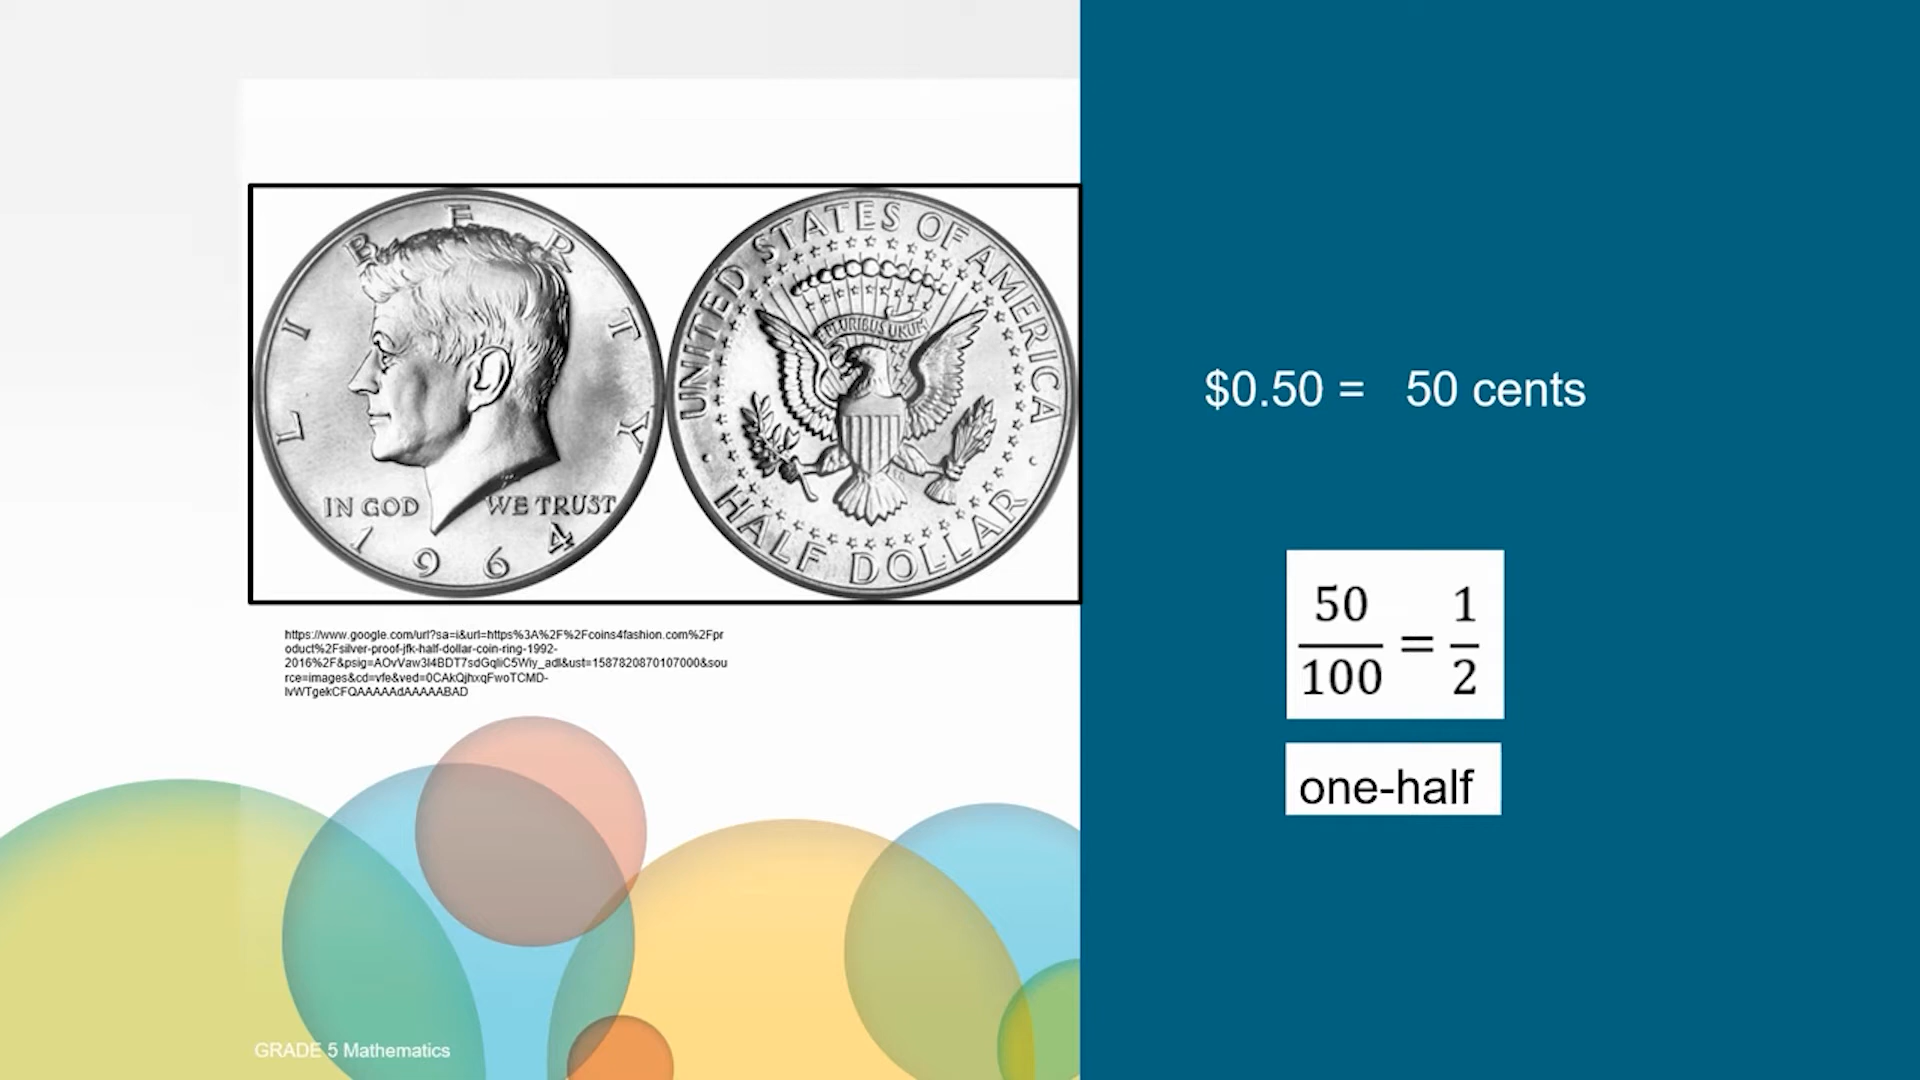 LIBERTY
IN GOD WE TRUST
1964
UNITED STATES OF AMERICA
PLURIBUS UNUM
HALF DOLLAR
https://www.google.com/url?sa=i&url=https%3A%2F%2Fcoins4fashion.com%2Fpr
oduct%2Fsilver-proof-jfk-half-dollar-coin-ring-1992-
2016%2F&psig=AOvVaw3I4BDT7sdGqliC5Wiy_adl&ust=1587820870107000&sou
rce=images&cd=vfe&ved=0CAkQjhxqFwoTCMD-
lvWTgekCFQAAAAAdAAAAABAD
$0.50 = 50 cents
50/100 = 1/2
one-half
GRADE 5 Mathematics